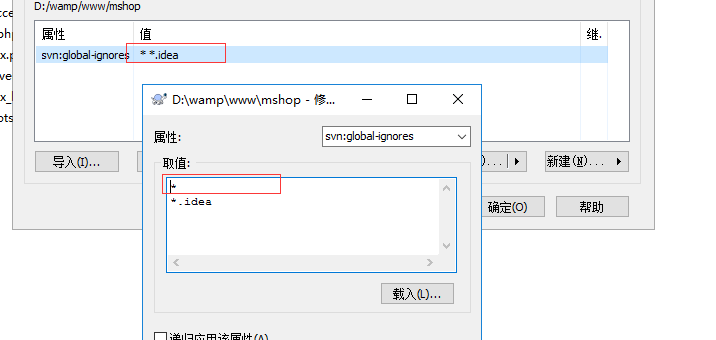 D:/wamp/www/mshop
属性 值 继.
svn:global-ignores * *.idea
D:\wamp\www\mshop - 修...
属性: svn:global-ignores
取值:
*
*.idea
导入(I)...
)... 新建(N)...
载入(L)...
确定(O) 帮助
递归应用该属性(A)